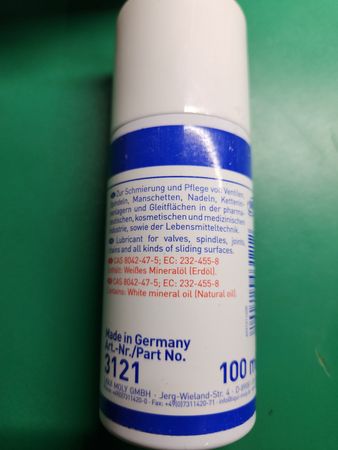 Zur Schmierung und Pflege von Ventilen,
Spindeln, Manschetten, Nadeln, Ketten,
und Gleitflächen in der pharma-
zeutischen, kosmetischen und medizinischen
Industrie, sowie der Lebensmitteltechnik.
Lubricant for valves, spindles, joints,
chains and all kinds of sliding surfaces.
CAS 8042-47-5; EC: 232-455-8
Enthält: Weißes Mineralöl (Erdöl).
CAS 8042-47-5; EC: 232-455-8
Contains: White mineral oil (Natural oil).
Made in Germany
Art.-Nr./Part No.
3121
100 m
MOLY GMBH · Jerg-Wieland-Str. 4